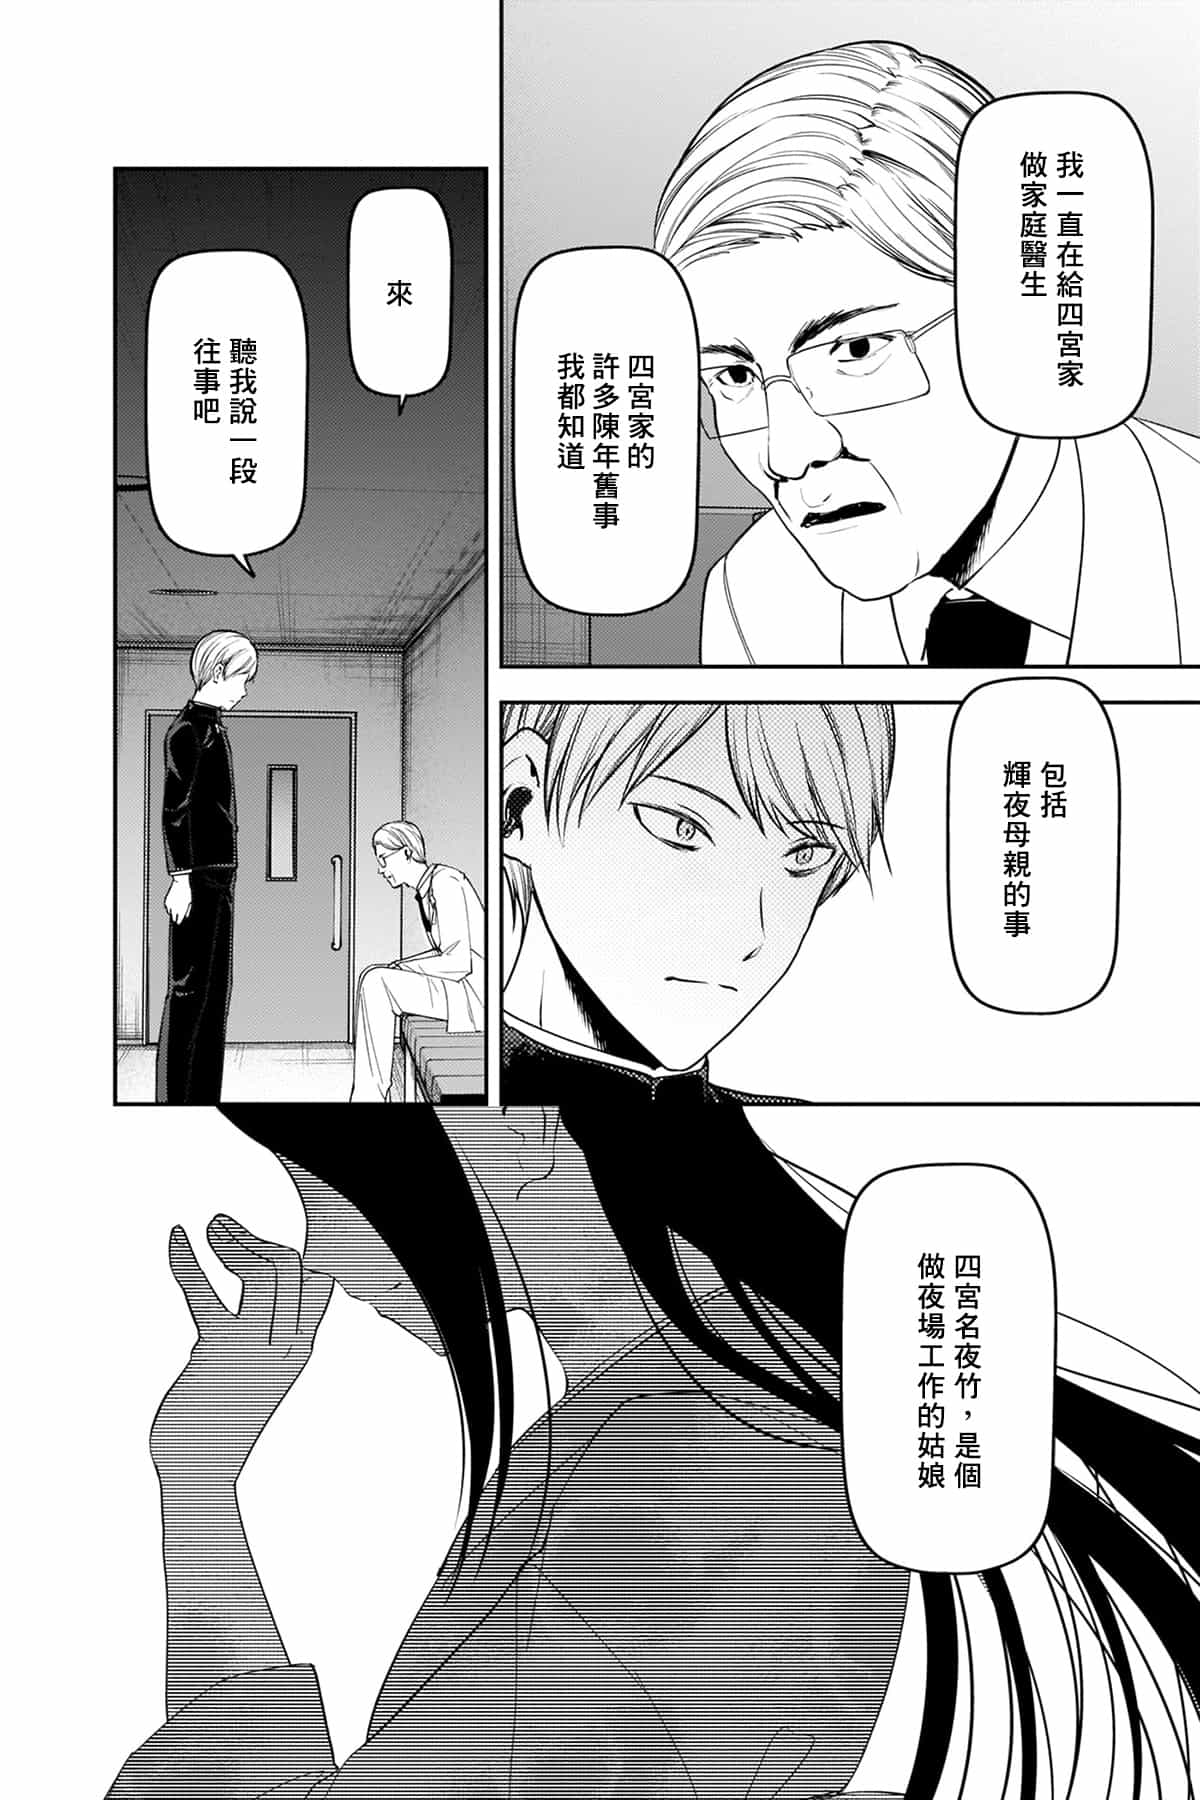 我一直在給四宮家
做家庭醫生
四宮家的
許多陳年舊事
我都知道
包括
輝夜母親的事
來
聽我說一段
往事吧
四宮名夜竹，是個
做夜場工作的姑娘